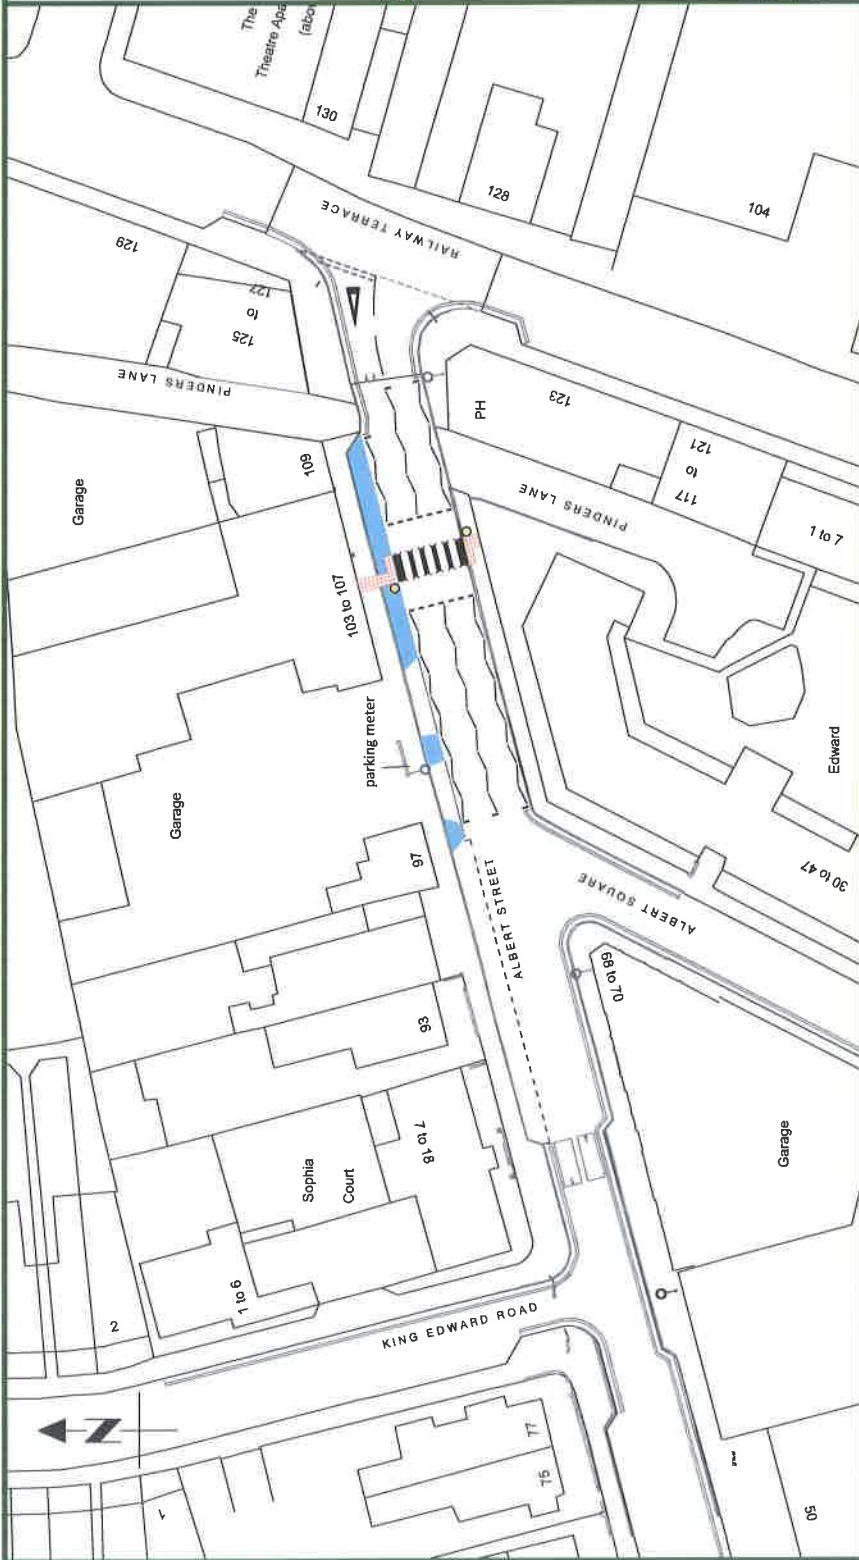 The
Theatre Apa
(abov
130
128
104
RAILWAY TERRACE
129
125
to
127
PINDERS LANE
PH
123
109
Garage
PINDERS LANE
117
to
121
1 to 7
103 to 107
parking meter
Garage
97
Edward
30 to 47
ALBERT STREET
ALBERT SQUARE
93
70 to 68
Sophia
Court
18 to 7
Garage
1 to 6
2
KING EDWARD ROAD
N
77
75
1
50